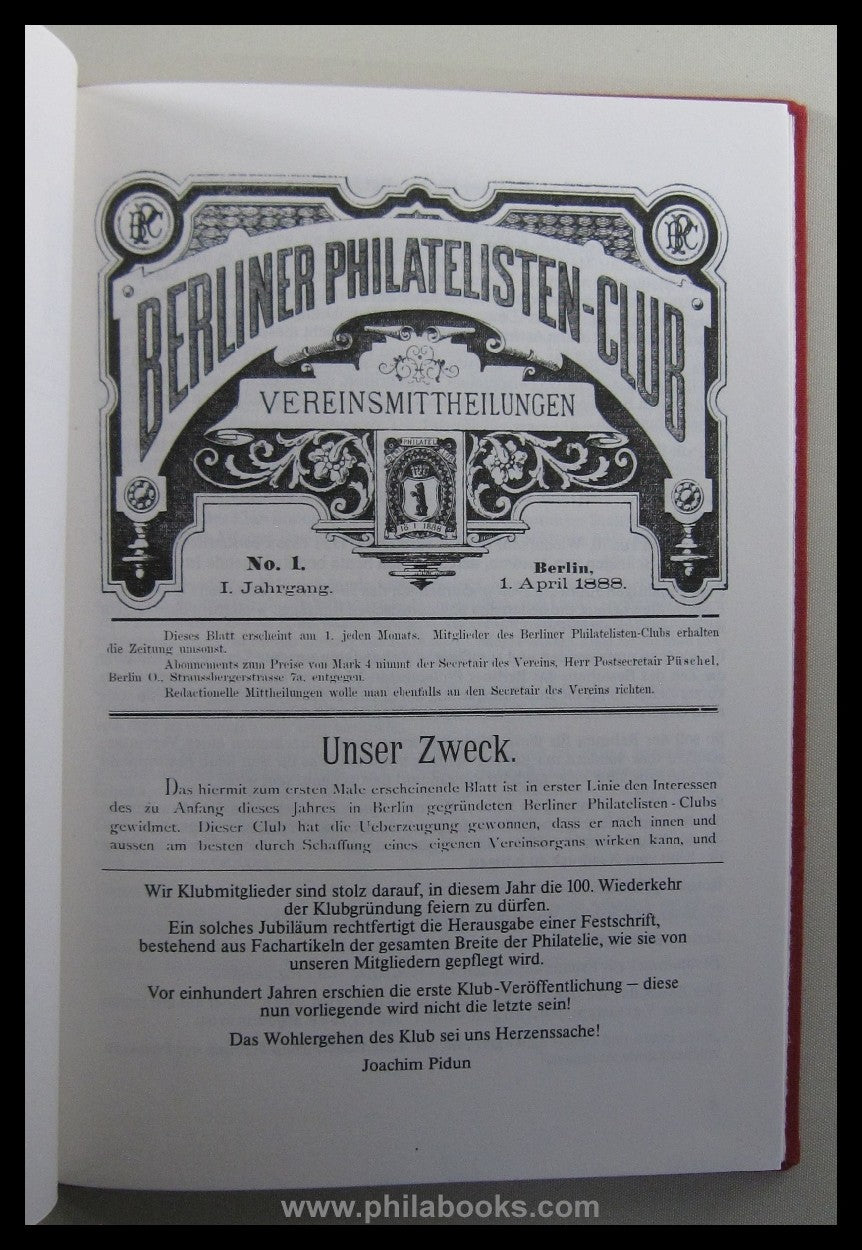 BPC
BPC
BERLINER PHILATELISTEN-CLUB
VEREINSMITTHEILUNGEN
PHILATEL
18 1 1888
No. 1.
I. Jahrgang.
Berlin,
1. April 1888.
Dieses Blatt erscheint am 1. jeden Monats. Mitglieder des Berliner Philatelisten-Clubs erhalten
die Zeitung umsonst.
Abonnements zum Preise von Mark 4 nimmt der Secretair des Vereins, Herr Postsecretair Püschel,
Berlin O., Straussbergerstrasse 7a, entgegen.
Redactionelle Mittheilungen wolle man ebenfalls an den Secretair des Vereins richten.
Unser Zweck.
Das hiermit zum ersten Male erscheinende Blatt ist in erster Linie den Interessen
des zu Anfang dieses Jahres in Berlin gegründeten Berliner Philatelisten-Clubs
gewidmet. Dieser Club hat die Ueberzeugung gewonnen, dass er nach innen und
aussen am besten durch Schaffung eines eigenen Vereinsorgans wirken kann, und
Wir Klubmitglieder sind stolz darauf, in diesem Jahr die 100. Wiederkehr
der Klubgründung feiern zu dürfen.
Ein solches Jubiläum rechtfertigt die Herausgabe einer Festschrift,
bestehend aus Fachartikeln der gesamten Breite der Philatelie, wie sie von
unseren Mitgliedern gepflegt wird.
Vor einhundert Jahren erschien die erste Klub-Veröffentlichung – diese
nun vorliegende wird nicht die letzte sein!
Das Wohlergehen des Klub sei uns Herzenssache!
Joachim Pidun
www.philabooks.com